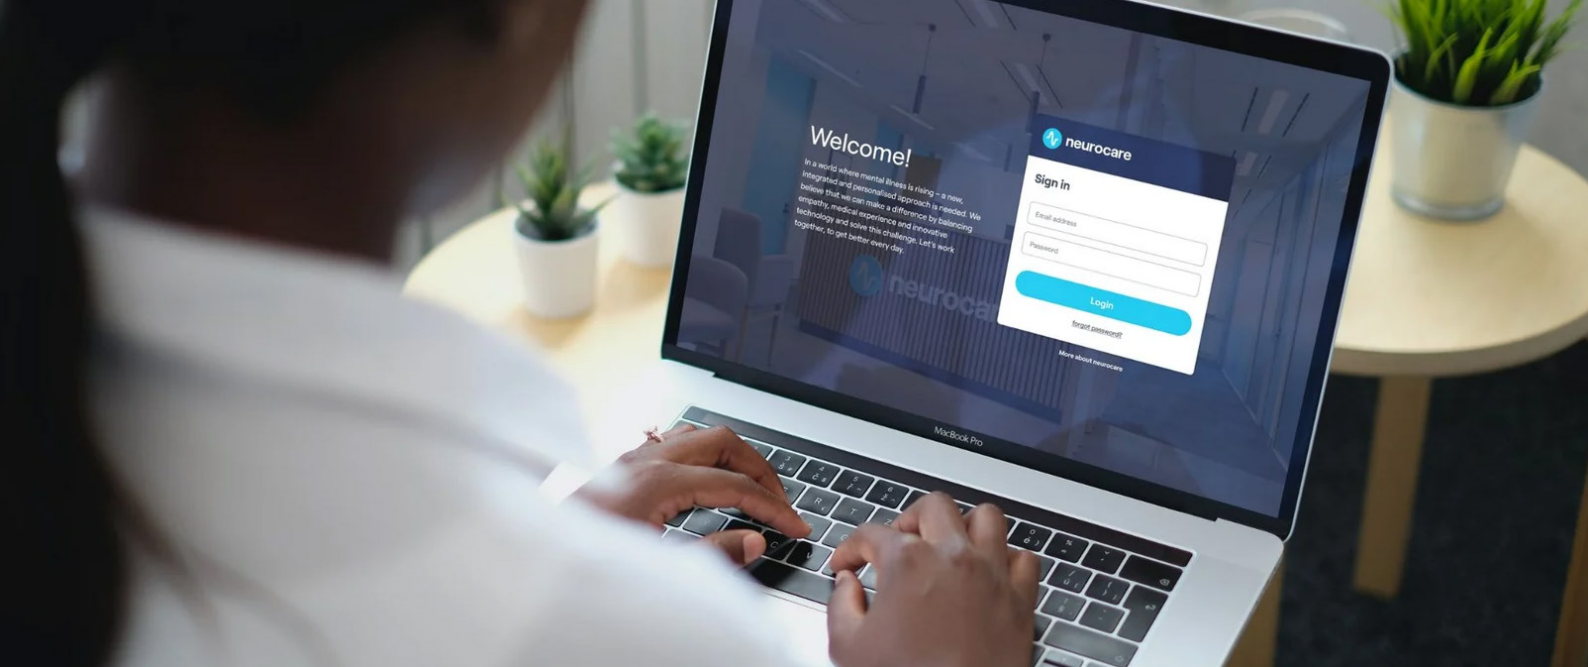 Welcome!
In a world where mental illness is rising – a new,
integrated and personalised approach is needed. We
believe that we can make a difference by balancing
empathy, medical experience and innovative
technology and solve this challenge. Let's work
together, to get better every day.
neurocare
Sign in
Email address
Password
Login
forgot password?
More about neurocare
neuroca
MacBook Pro